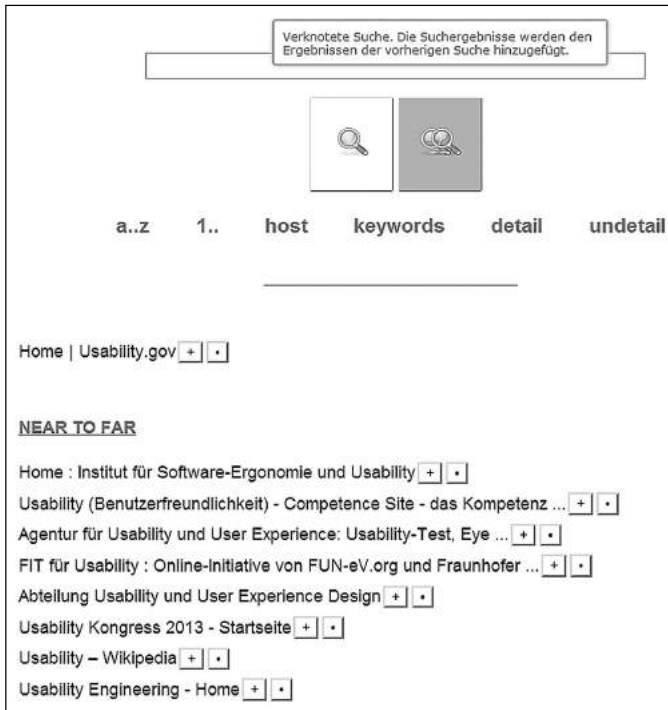 Verknotete Suche. Die Suchergebnisse werden den
Ergebnissen der vorherigen Suche hinzugefügt.
a..z 1.. host keywords detail undetail
Home | Usability.gov + •
NEAR TO FAR
Home : Institut für Software-Ergonomie und Usability + •
Usability (Benutzerfreundlichkeit) - Competence Site - das Kompetenz ... + •
Agentur für Usability und User Experience: Usability-Test, Eye ... + •
FIT für Usability : Online-Initiative von FUN-eV.org und Fraunhofer ... + •
Abteilung Usability und User Experience Design + •
Usability Kongress 2013 - Startseite + •
Usability – Wikipedia + •
Usability Engineering - Home + •